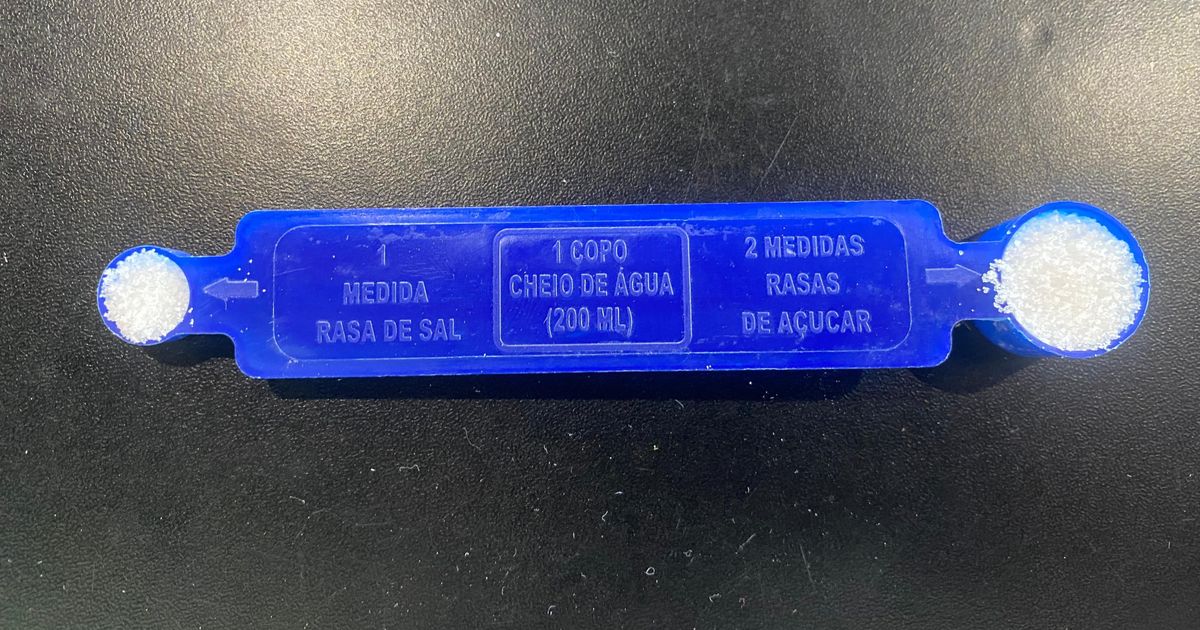 1
MEDIDA
RASA DE SAL
1 COPO
CHEIO DE ÁGUA
(200 ML)
2 MEDIDAS
RASAS
DE AÇUCAR